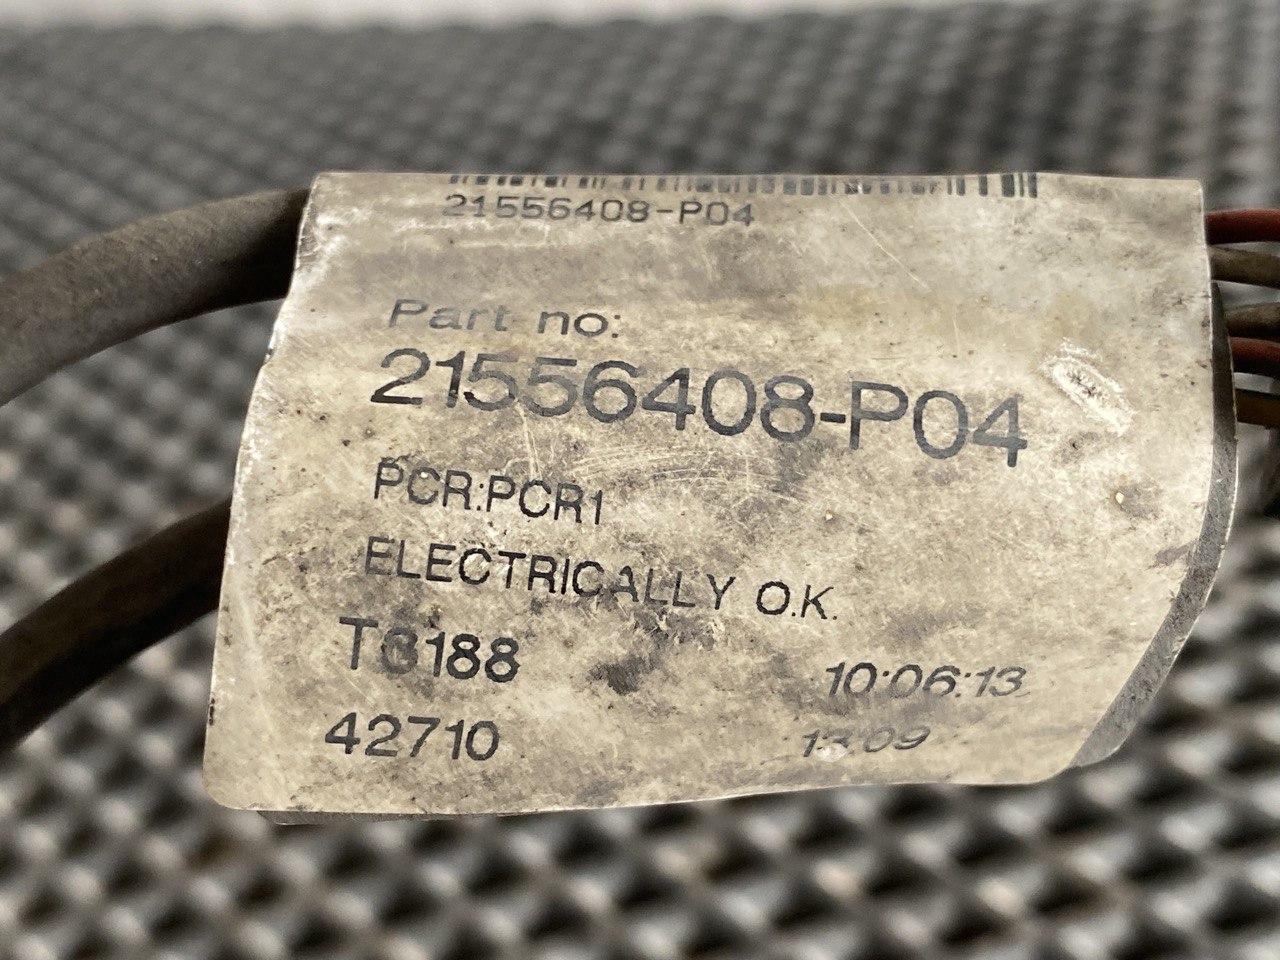 21556408-P04
Part no:
21556408-P04
PCR:PCR1
ELECTRICALLY O.K.
T8188
42710
10:06:13
13:09